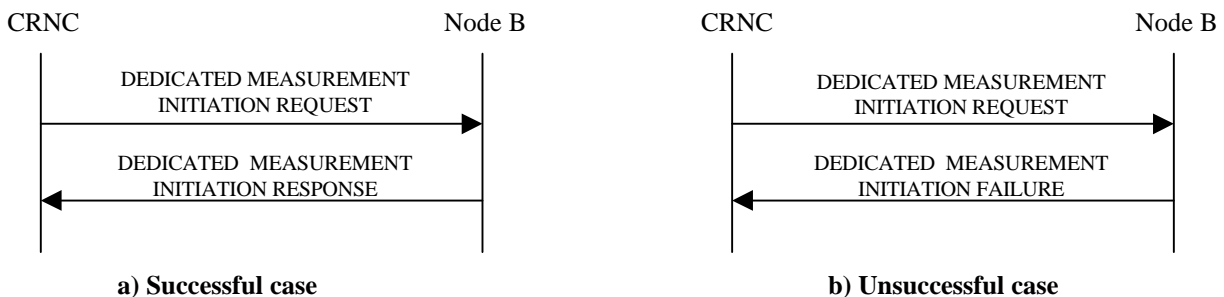 CRNC
Node B
DEDICATED MEASUREMENT
INITIATION REQUEST
DEDICATED MEASUREMENT
INITIATION RESPONSE
a) Successful case
CRNC
Node B
DEDICATED MEASUREMENT
INITIATION REQUEST
DEDICATED MEASUREMENT
INITIATION FAILURE
b) Unsuccessful case